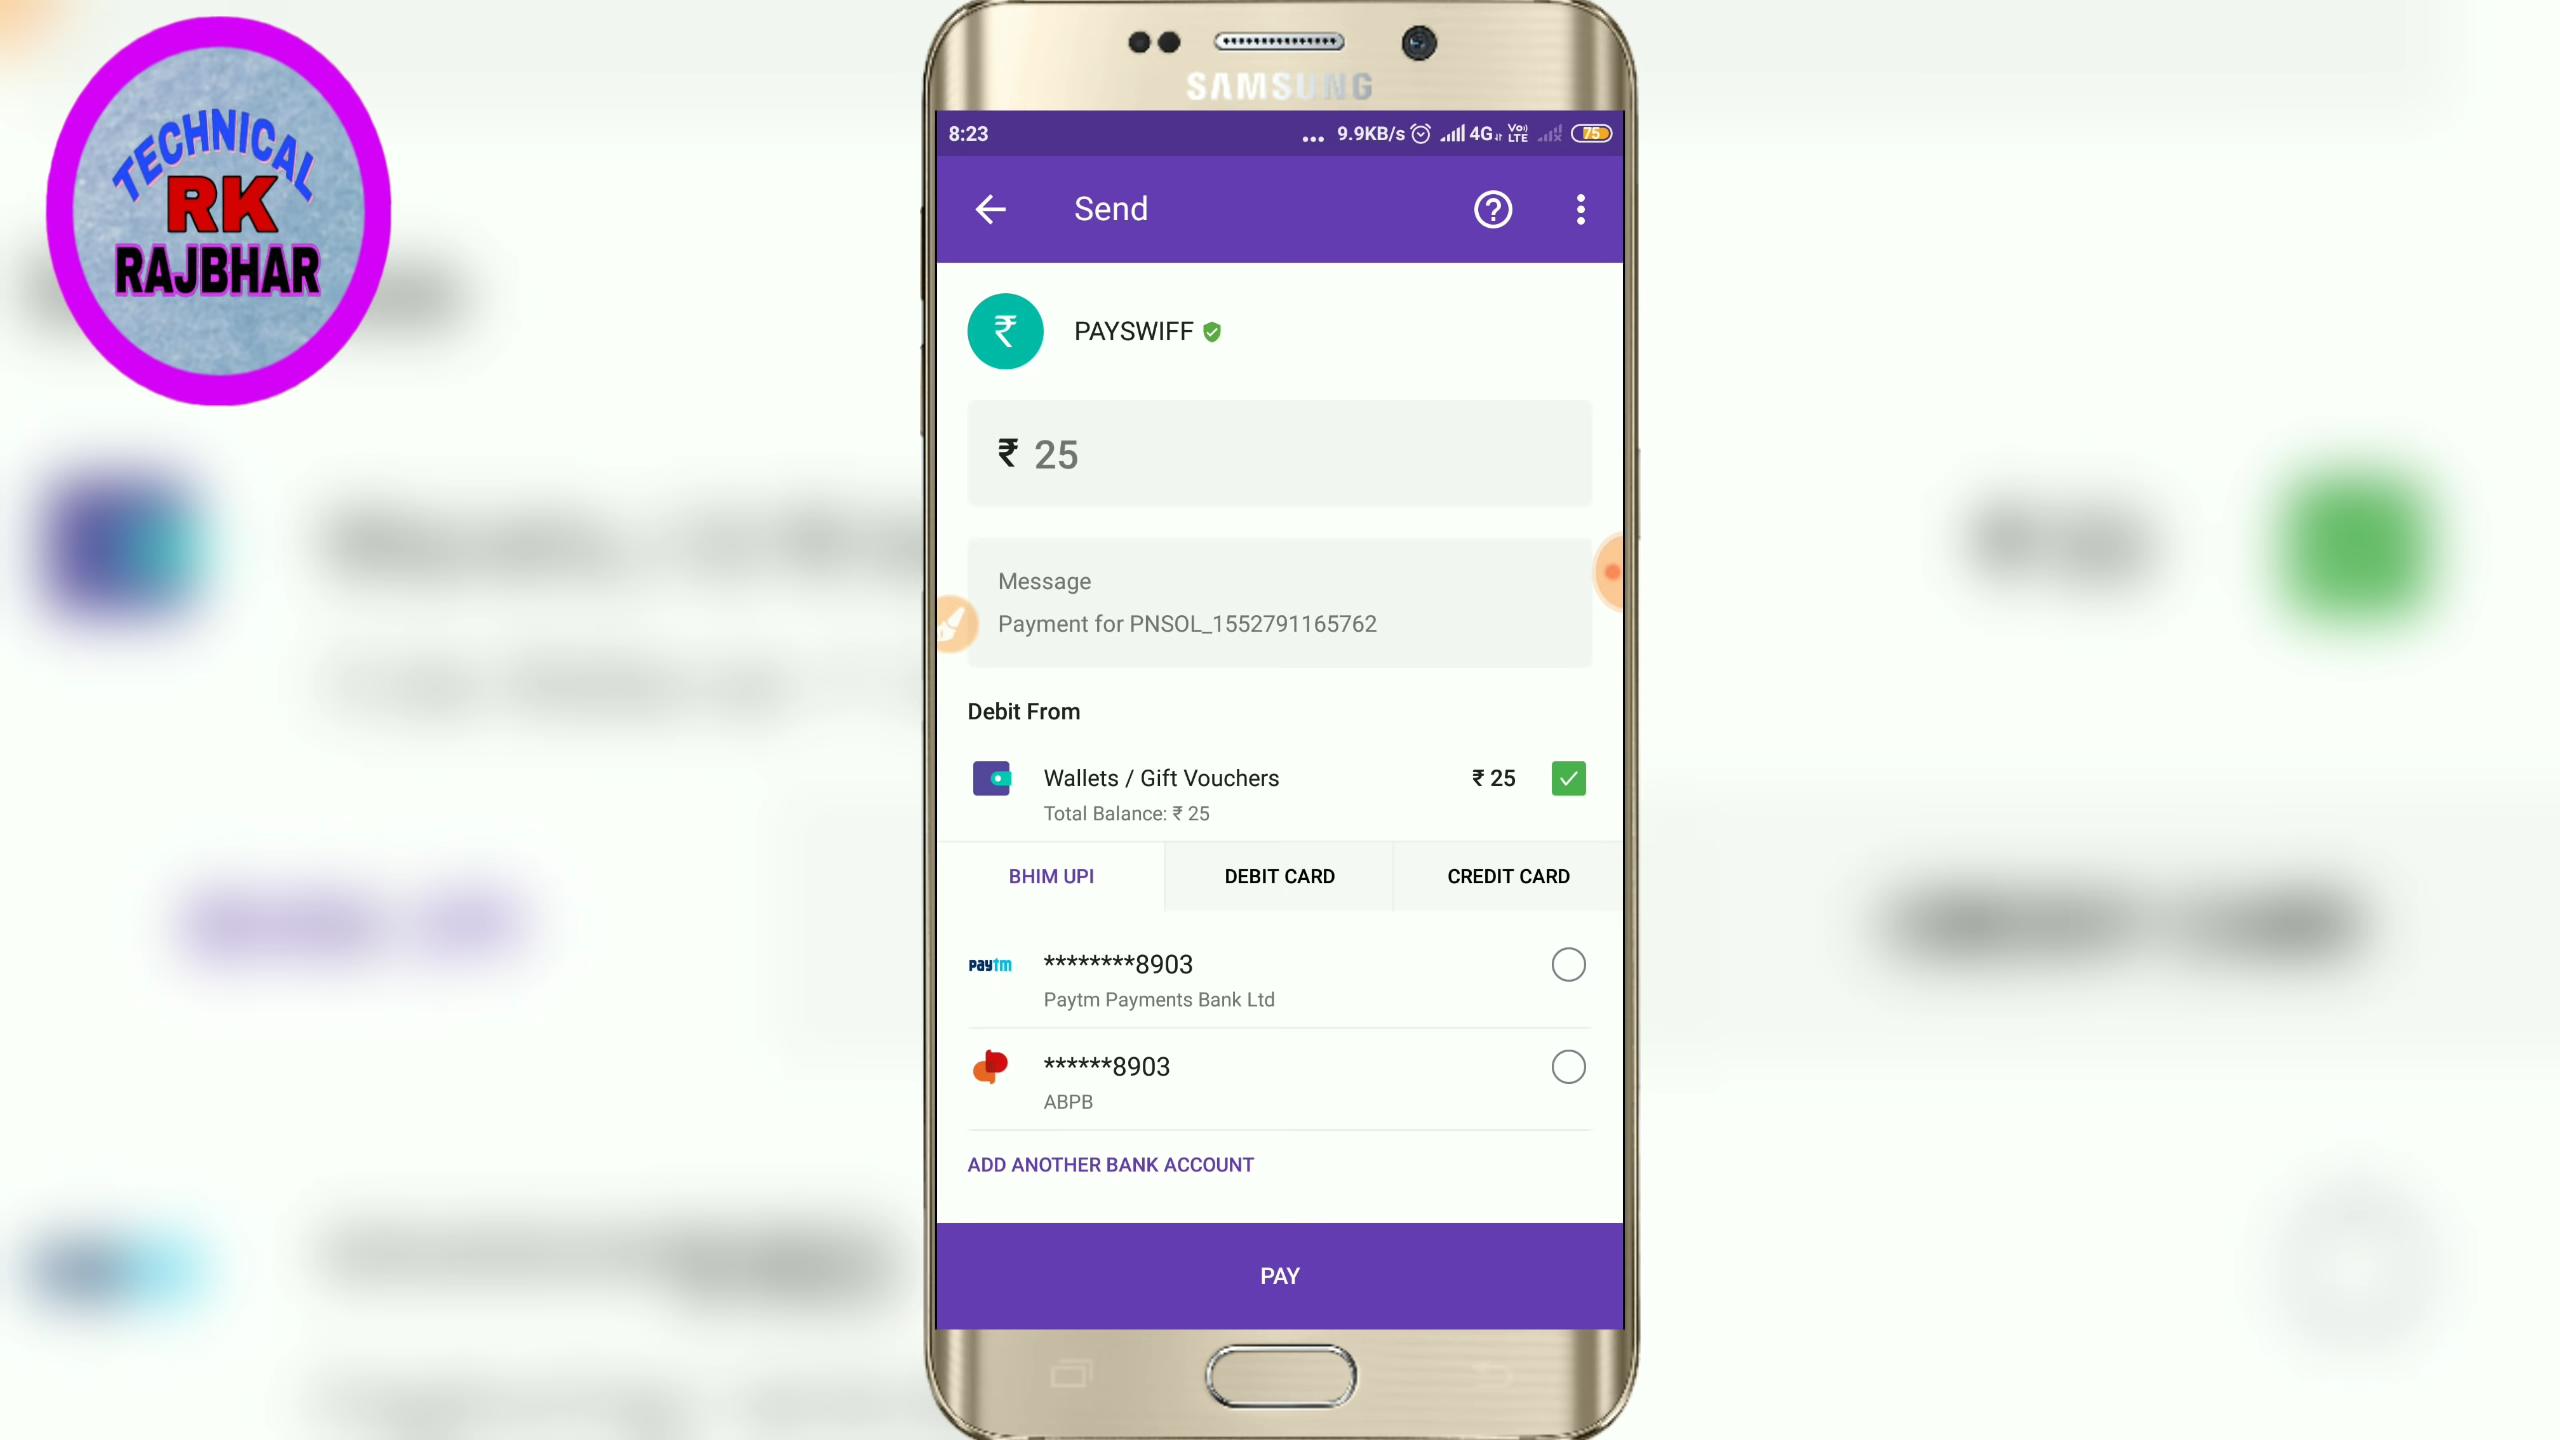 TECHNICAL
RK
RAJBHAR
SAMSUNG
8:23
... 9.9KB/s 4G Vo) LTE 75
Send
PAYSWIFF
₹ 25
Message
Payment for PNSOL_1552791165762
Debit From
Wallets / Gift Vouchers ₹ 25
Total Balance: ₹ 25
BHIM UPI DEBIT CARD CREDIT CARD
paytm ********8903
Paytm Payments Bank Ltd
******8903
ABPB
ADD ANOTHER BANK ACCOUNT
PAY